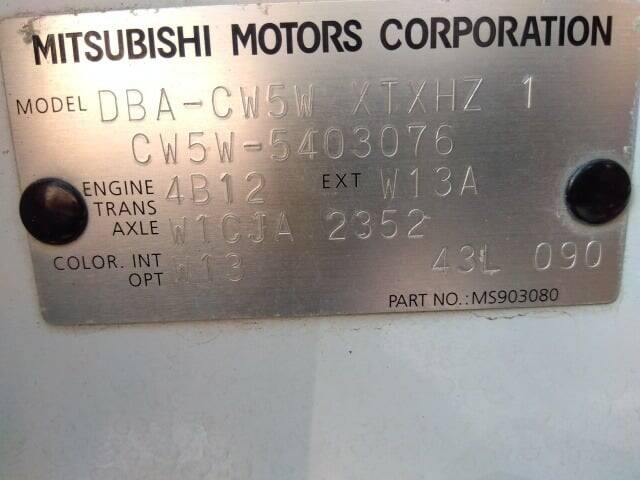 MITSUBISHI MOTORS CORPORATION
MODEL DBA-CW5W XTXHZ 1
CW5W-5403076
ENGINE 4B12 EXT W13A
TRANS
AXLE W1CJA 2352
COLOR. INT
OPT W13 43L 090
PART NO.: MS903080